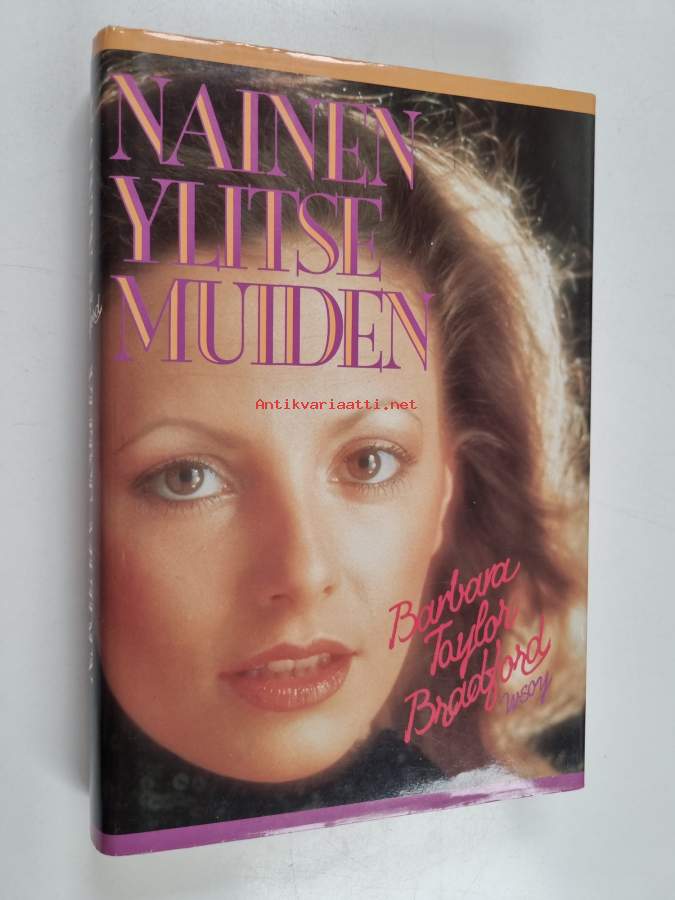 NAINEN
YLITSE
MUIDEN
Antikvariaatti.net
Barbara
Taylor
Bradford
wsoy